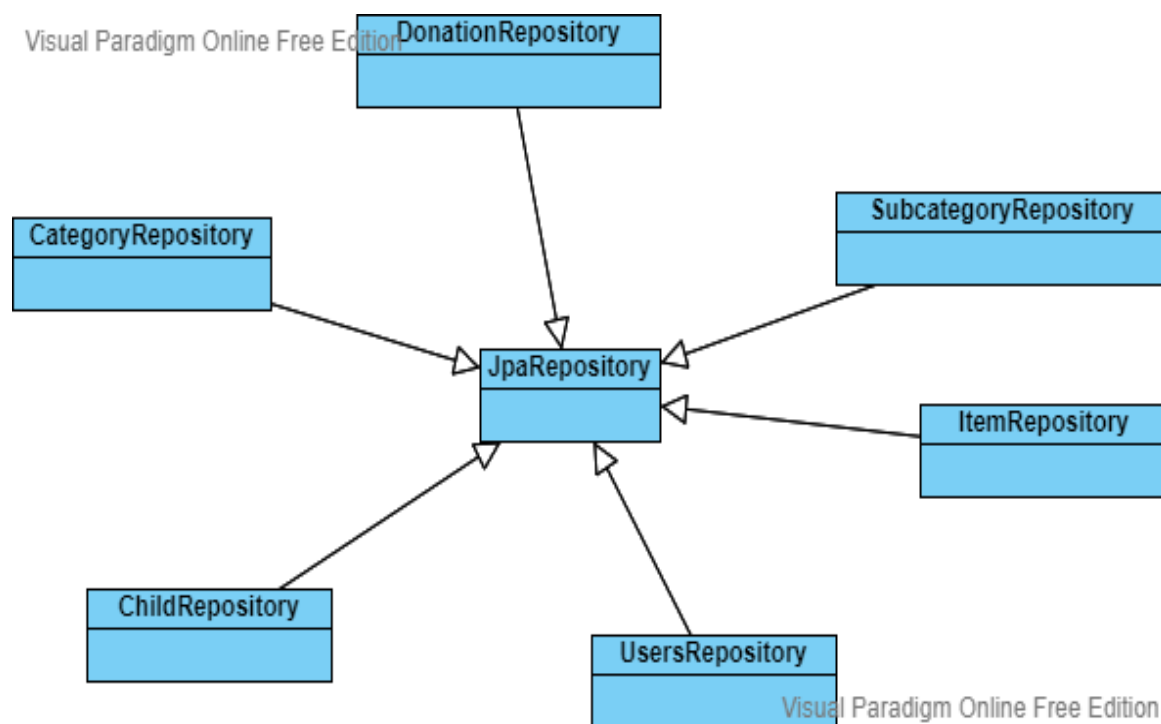 DonationRepository
Visual Paradigm Online Free Edition
SubcategoryRepository
CategoryRepository
JpaRepository
ItemRepository
ChildRepository
UsersRepository
Visual Paradigm Online Free Edition